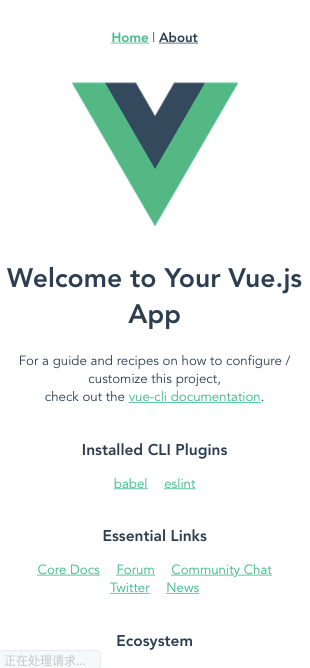 Home | About
Welcome to Your Vue.js
App
For a guide and recipes on how to configure /
customize this project,
check out the vue-cli documentation.
Installed CLI Plugins
babel eslint
Essential Links
Core Docs Forum Community Chat
Twitter News
Ecosystem
正在处理请求...